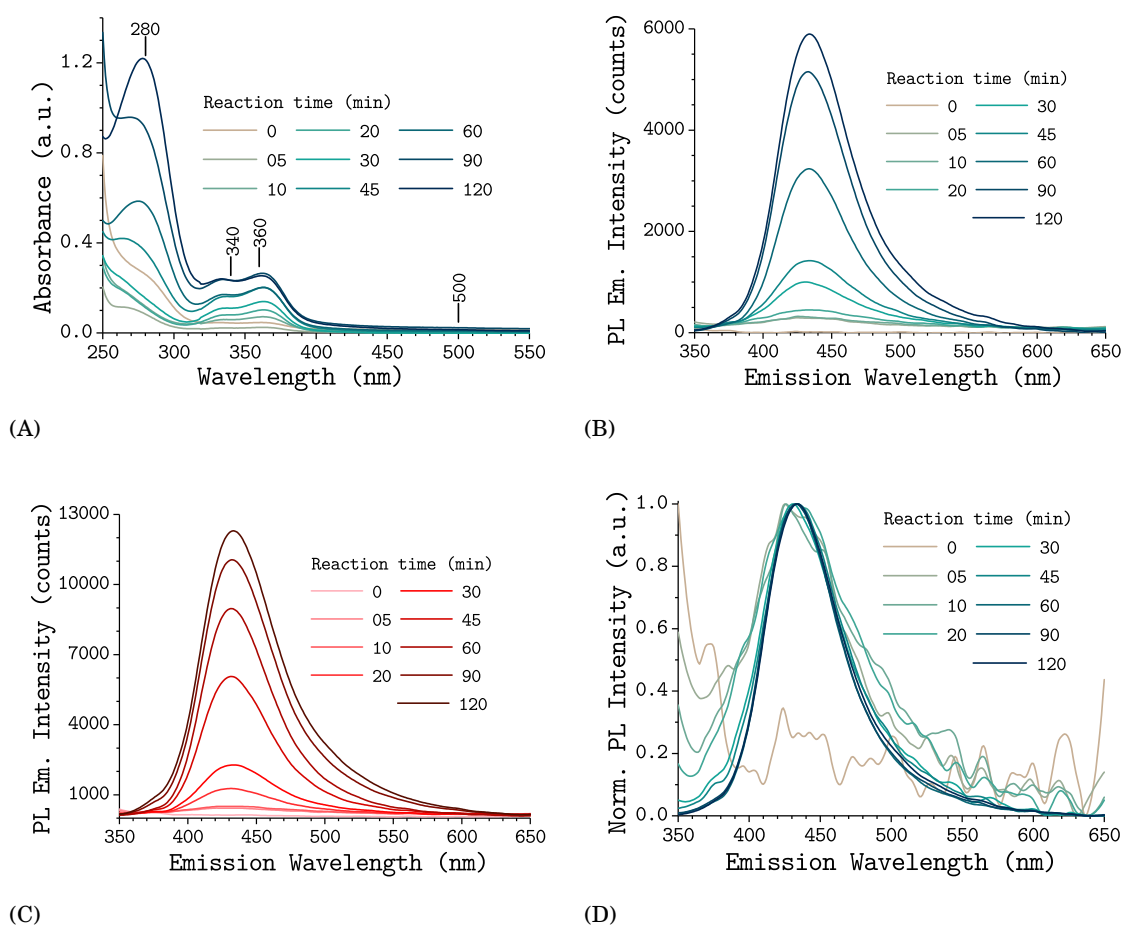 280
1.2
0.8
0.4
0.0
Absorbance (a.u.)
Reaction time (min)
0 20 60
05 30 90
10 45 120
340
360
500
250 300 350 400 450 500 550
Wavelength (nm)
(A)
6000
4000
2000
0
PL Em. Intensity (counts)
Reaction time (min)
0 30
05 45
10 60
20 90
120
350 400 450 500 550 600 650
Emission Wavelength (nm)
(B)
13000
10000
7000
4000
1000
PL Em. Intensity (counts)
Reaction time (min)
0 30
05 45
10 60
20 90
120
350 400 450 500 550 600 650
Emission Wavelength (nm)
(C)
1.0
0.8
0.6
0.4
0.2
0.0
Norm. PL Intensity (a.u.)
Reaction time (min)
0 30
05 45
10 60
20 90
120
350 400 450 500 550 600 650
Emission Wavelength (nm)
(D)